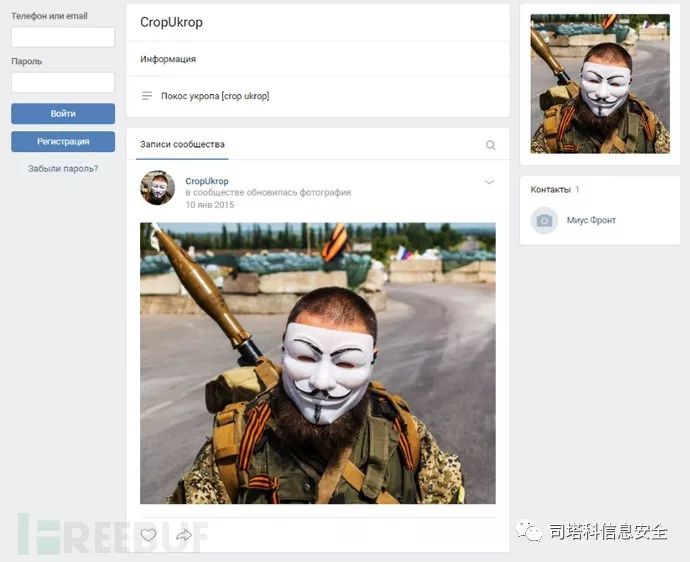 Телефон или email
Пароль
Войти
Регистрация
Забыли пароль?
CropUkrop
Информация
Покос укропа [crop ukrop]
Записи сообщества
CropUkrop
в сообществе обновилась фотография
10 янв 2015
Контакты 1
Миус Фронт
FREEBUF
司塔科信息安全